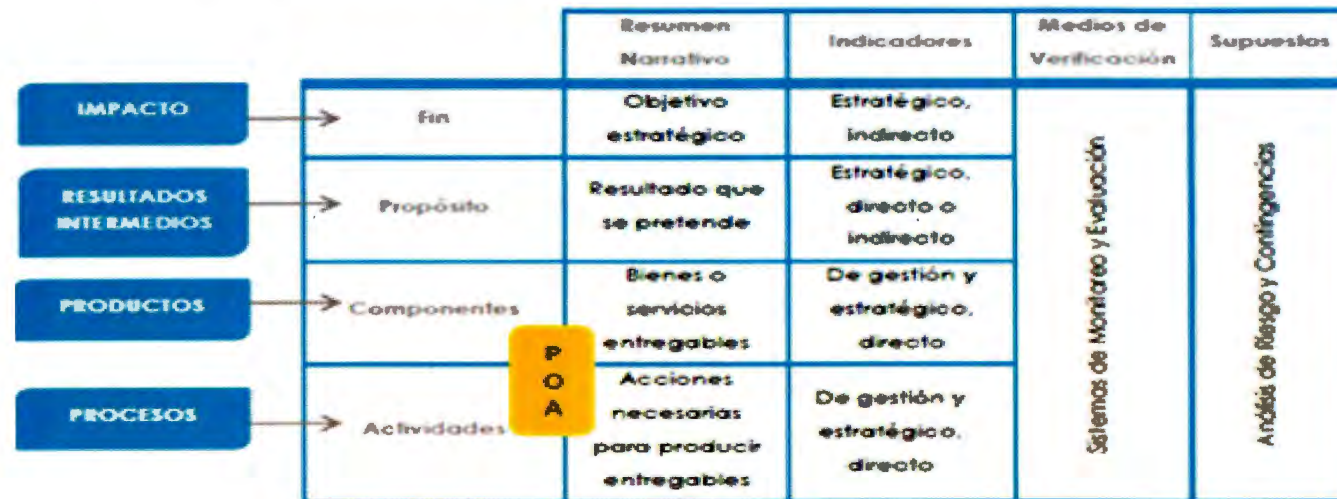 Resumen
Narrativo
Indicadores
Medios de
Verificación
Supuestos
IMPACTO
Fin
Objetivo
estratégico
Estratégico,
indirecto
RESULTADOS
INTERMEDIOS
Propósito
Resultado que
se pretende
Estratégico,
directo o
indirecto
PRODUCTOS
Componentes
Bienes o
servicios
entregables
De gestión y
estratégico,
directo
PROCESOS
Actividades
Acciones
necesarias
para producir
entregables
De gestión y
estratégico,
directo
P
O
A
Sistemas de Monitoreo y Evaluación
Análisis de Riesgo y Contingencias